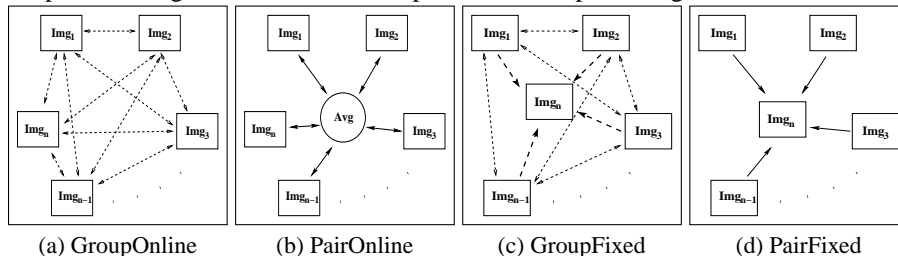 Img1 Img2
Imgn Img3
Imgn−1
Img1 Img2
Avg
Imgn Img3
Imgn−1
Img1 Img2
Imgn
Img3
Imgn−1
Img1 Img2
Imgn
Img3
Imgn−1
(a) GroupOnline (b) PairOnline (c) GroupFixed (d) PairFixed